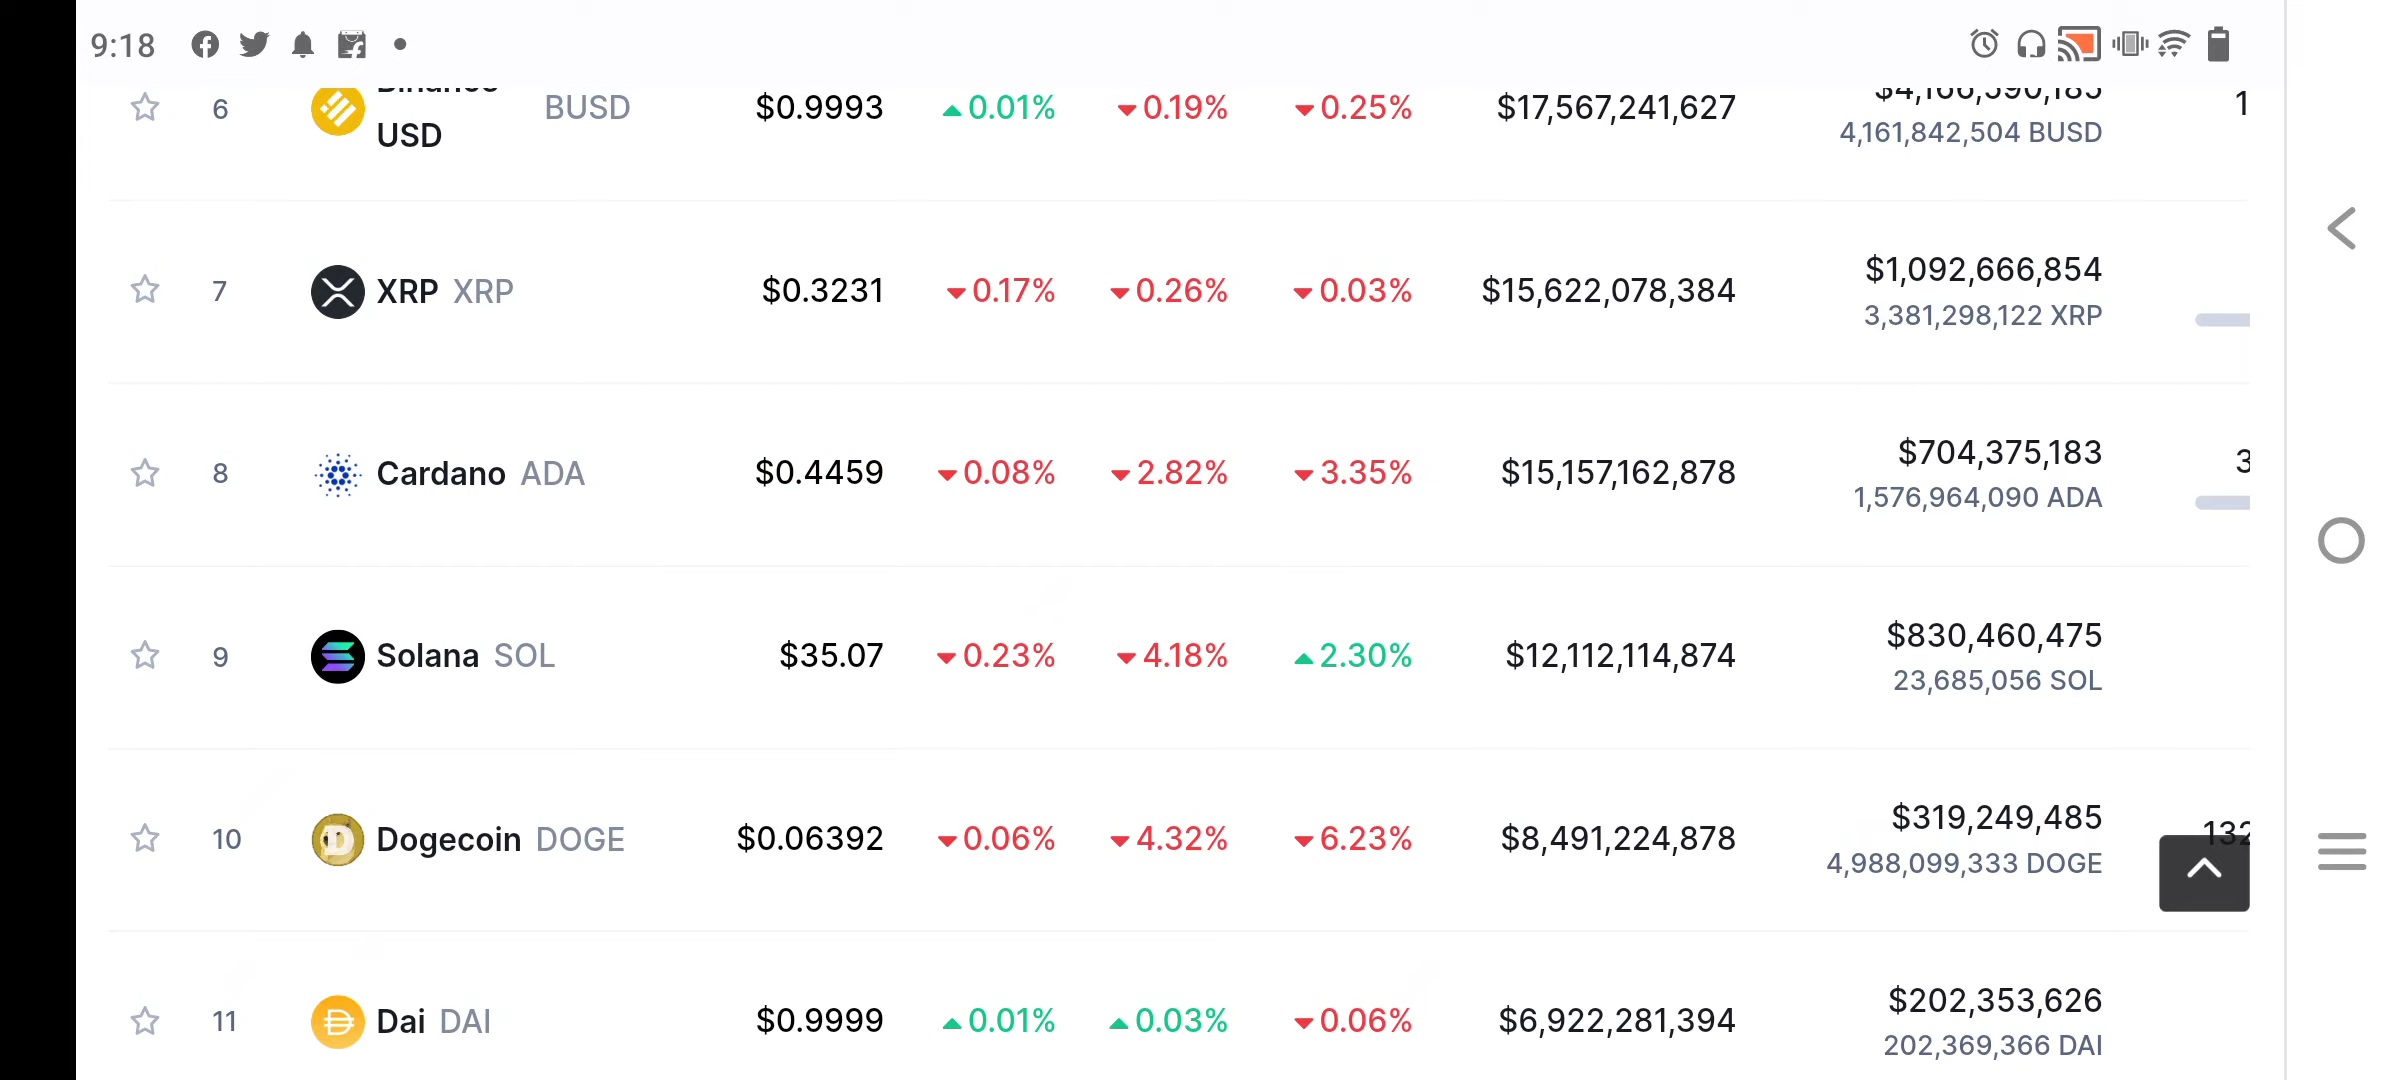 9:18
6 USD BUSD $0.9993 0.01% 0.19% 0.25% $17,567,241,627
4,161,842,504 BUSD
7 XRP XRP $0.3231 0.17% 0.26% 0.03% $15,622,078,384 $1,092,666,854
3,381,298,122 XRP
8 Cardano ADA $0.4459 0.08% 2.82% 3.35% $15,157,162,878 $704,375,183 3
1,576,964,090 ADA
9 Solana SOL $35.07 0.23% 4.18% 2.30% $12,112,114,874 $830,460,475
23,685,056 SOL
10 Dogecoin DOGE $0.06392 0.06% 4.32% 6.23% $8,491,224,878 $319,249,485
4,988,099,333 DOGE
11 Dai DAI $0.9999 0.01% 0.03% 0.06% $6,922,281,394 $202,353,626
202,369,366 DAI